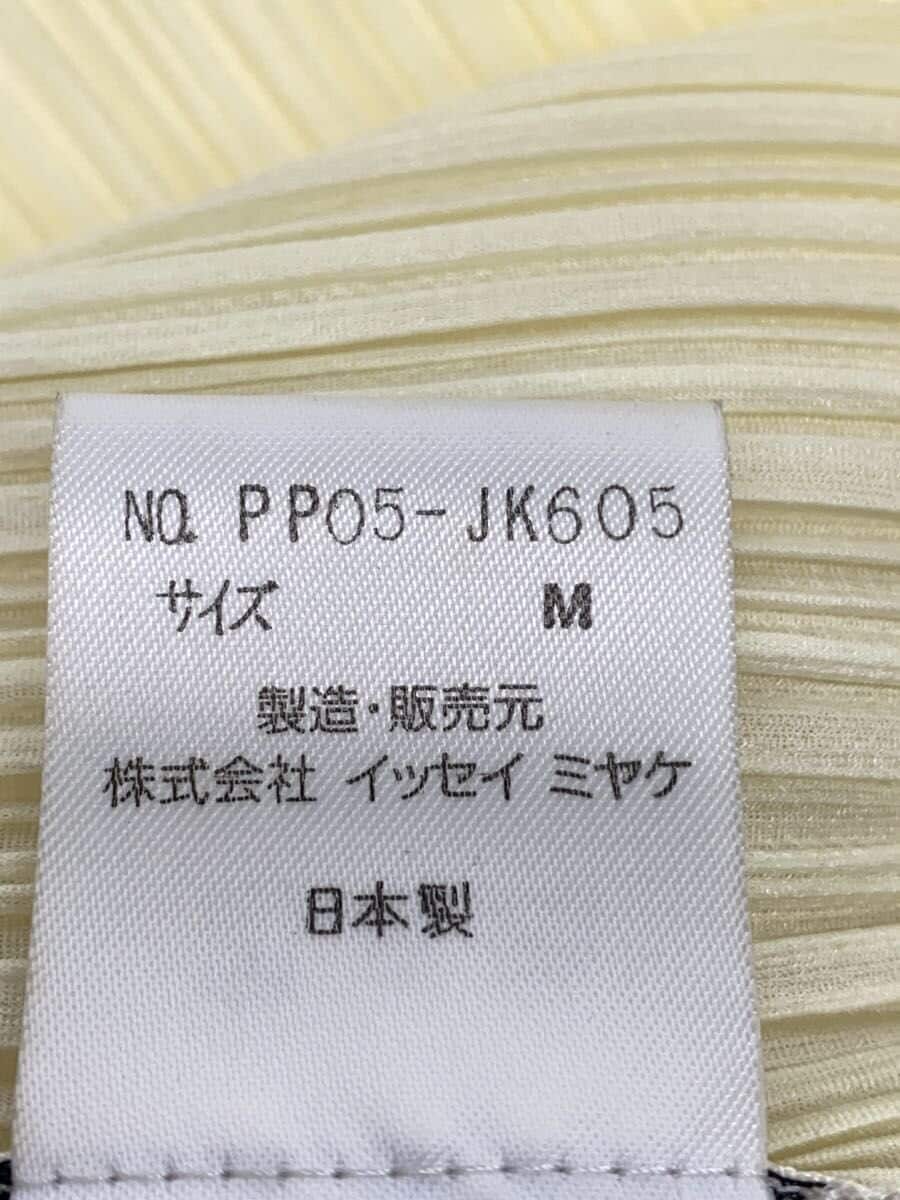 NO. PP05-JK605
サイズ M
製造・販売元
株式会社 イッセイ ミヤケ
日本製